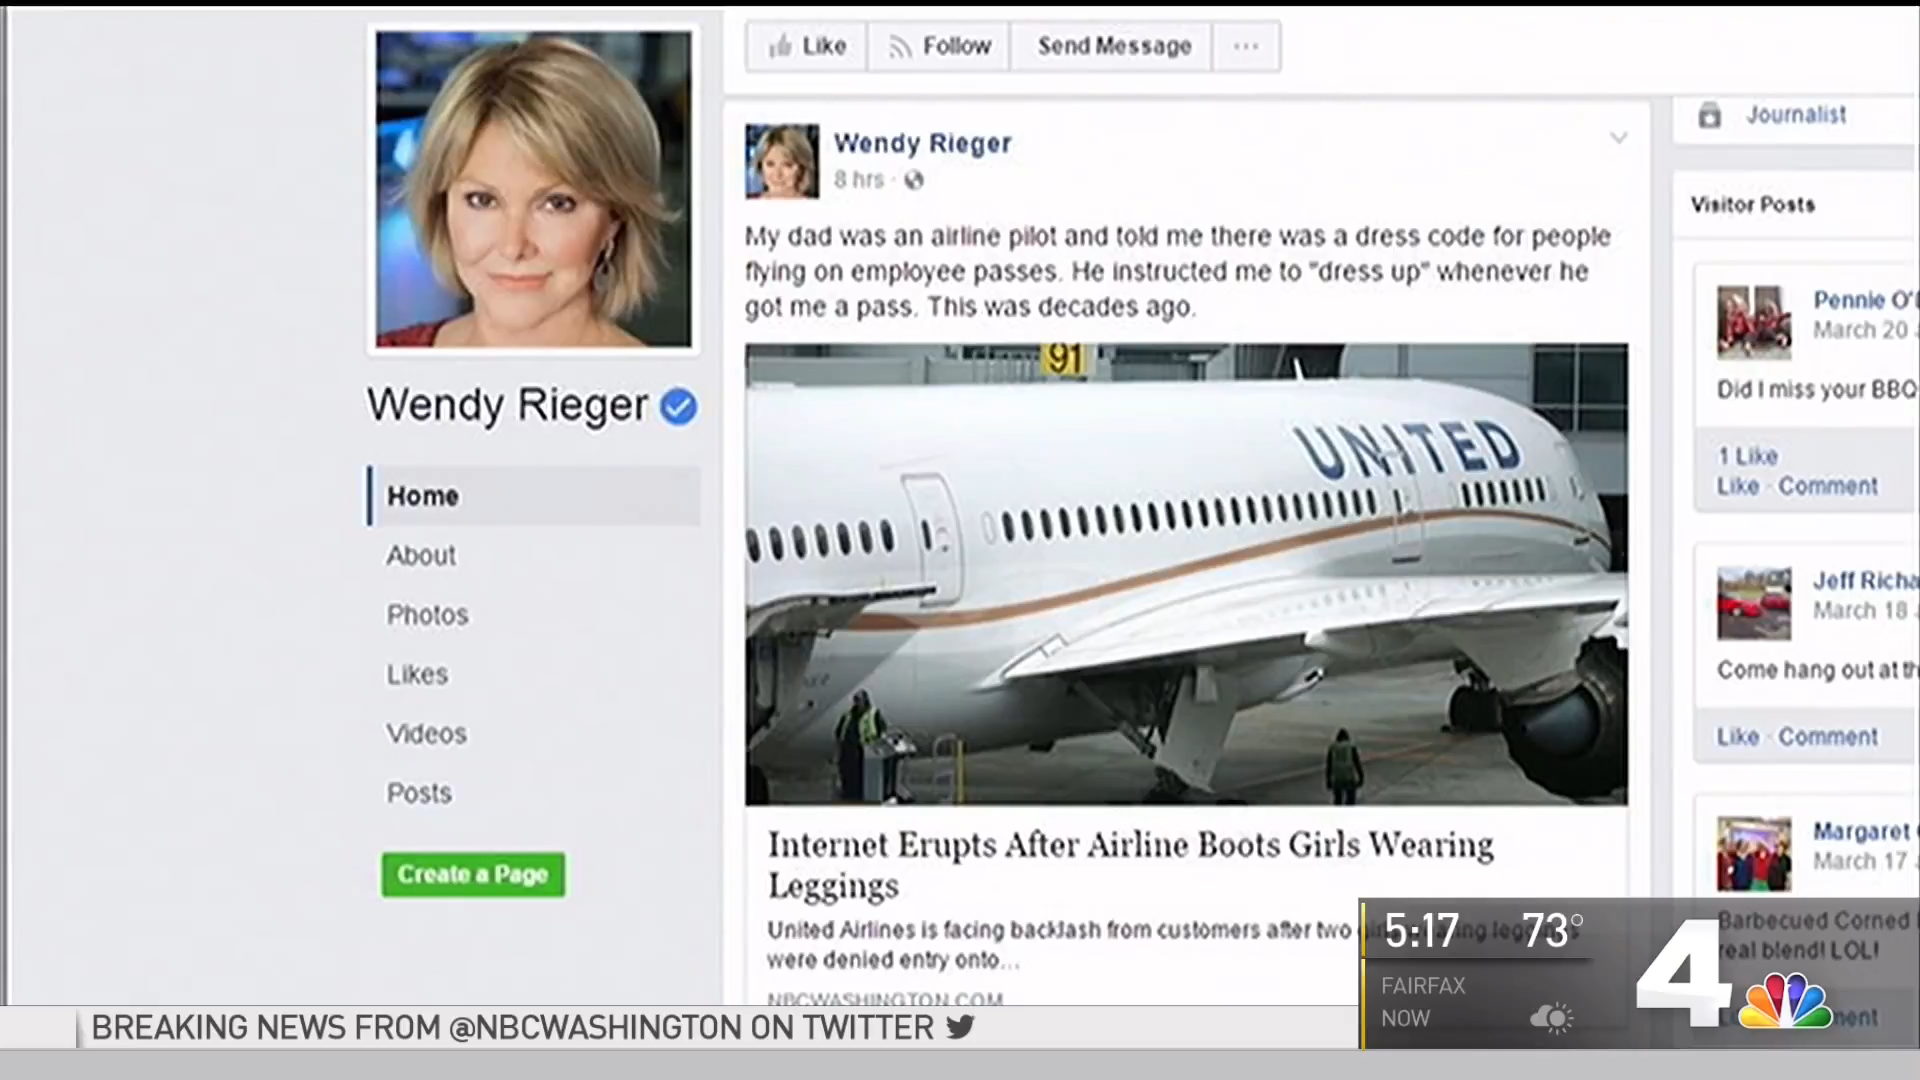 Like
Follow
Send Message
...
Journalist
Wendy Rieger
8 hrs
Visitor Posts
My dad was an airline pilot and told me there was a dress code for people
flying on employee passes. He instructed me to "dress up" whenever he
got me a pass. This was decades ago.
91
UNITED
Wendy Rieger
Home
About
Photos
Likes
Videos
Posts
Create a Page
Internet Erupts After Airline Boots Girls Wearing
Leggings
United Airlines is facing backlash from customers after two girls wearing leggings
were denied entry onto...
NBCWASHINGTON.COM
Pennie
March 20
Did I miss your BBQ
1 Like
Like · Comment
Jeff
March 18
Come hang out at
Like · Comment
Margaret
March 17
Barbecued Corned
real blend! LOL!
5:17 73°
FAIRFAX
NOW
4
BREAKING NEWS FROM @NBCWASHINGTON ON TWITTER